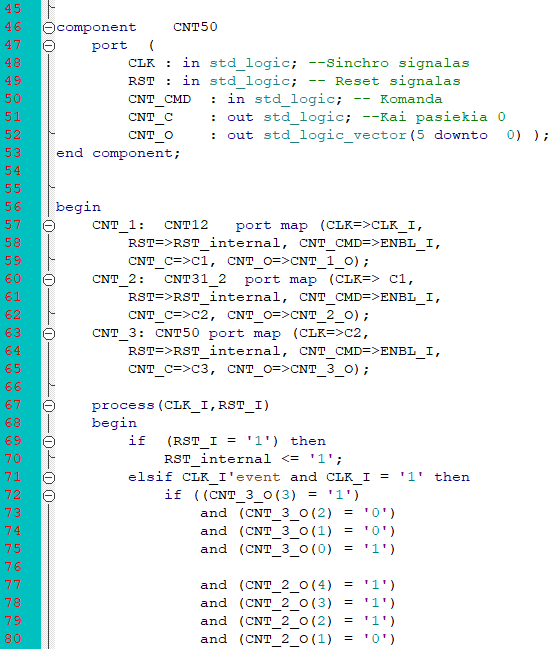 45
46 component    CNT50
47     port  (
48         CLK : in std_logic; --Sinchro signalas
49         RST : in std_logic; -- Reset signalas
50         CNT_CMD  : in std_logic; -- Komanda
51         CNT_C    : out std_logic; --Kai pasiekia 0
52         CNT_O    : out std_logic_vector(5 downto  0) );
53 end component;
54
55
56 begin
57     CNT_1:  CNT12   port map (CLK=>CLK_I,
58         RST=>RST_internal, CNT_CMD=>ENBL_I,
59         CNT_C=>C1, CNT_O=>CNT_1_O);
60     CNT_2:  CNT31_2  port map (CLK=> C1,
61         RST=>RST_internal, CNT_CMD=>ENBL_I,
62         CNT_C=>C2, CNT_O=>CNT_2_O);
63     CNT_3: CNT50 port map (CLK=>C2,
64         RST=>RST_internal, CNT_CMD=>ENBL_I,
65         CNT_C=>C3, CNT_O=>CNT_3_O);
66
67     process(CLK_I,RST_I)
68     begin
69         if  (RST_I = '1') then
70             RST_internal <= '1';
71         elsif CLK_I'event and CLK_I = '1' then
72             if ((CNT_3_O(3) = '1')
73                 and (CNT_3_O(2) = '0')
74                 and (CNT_3_O(1) = '0')
75                 and (CNT_3_O(0) = '1')
76
77                 and (CNT_2_O(4) = '1')
78                 and (CNT_2_O(3) = '1')
79                 and (CNT_2_O(2) = '1')
80                 and (CNT_2_O(1) = '0')